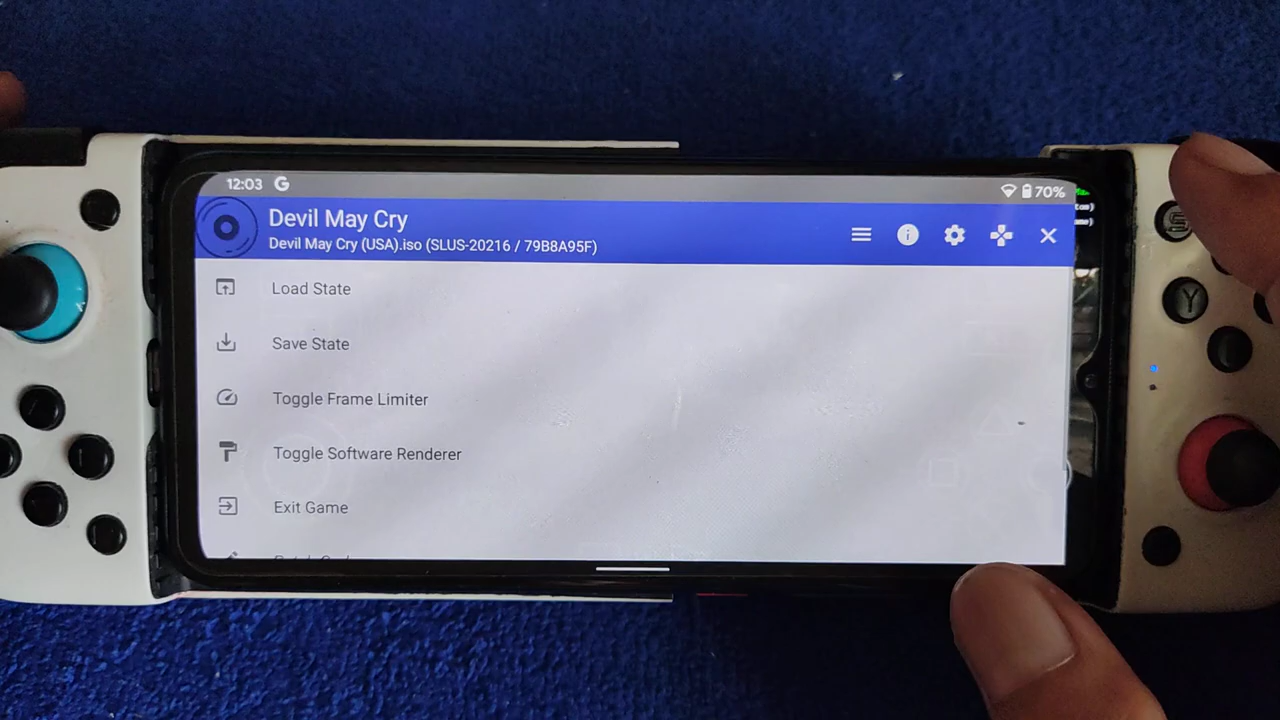 12:03 G 70%
Devil May Cry
Devil May Cry (USA).iso (SLUS-20216 / 79B8A95F)
Load State
Save State
Toggle Frame Limiter
Toggle Software Renderer
Exit Game
S
Y